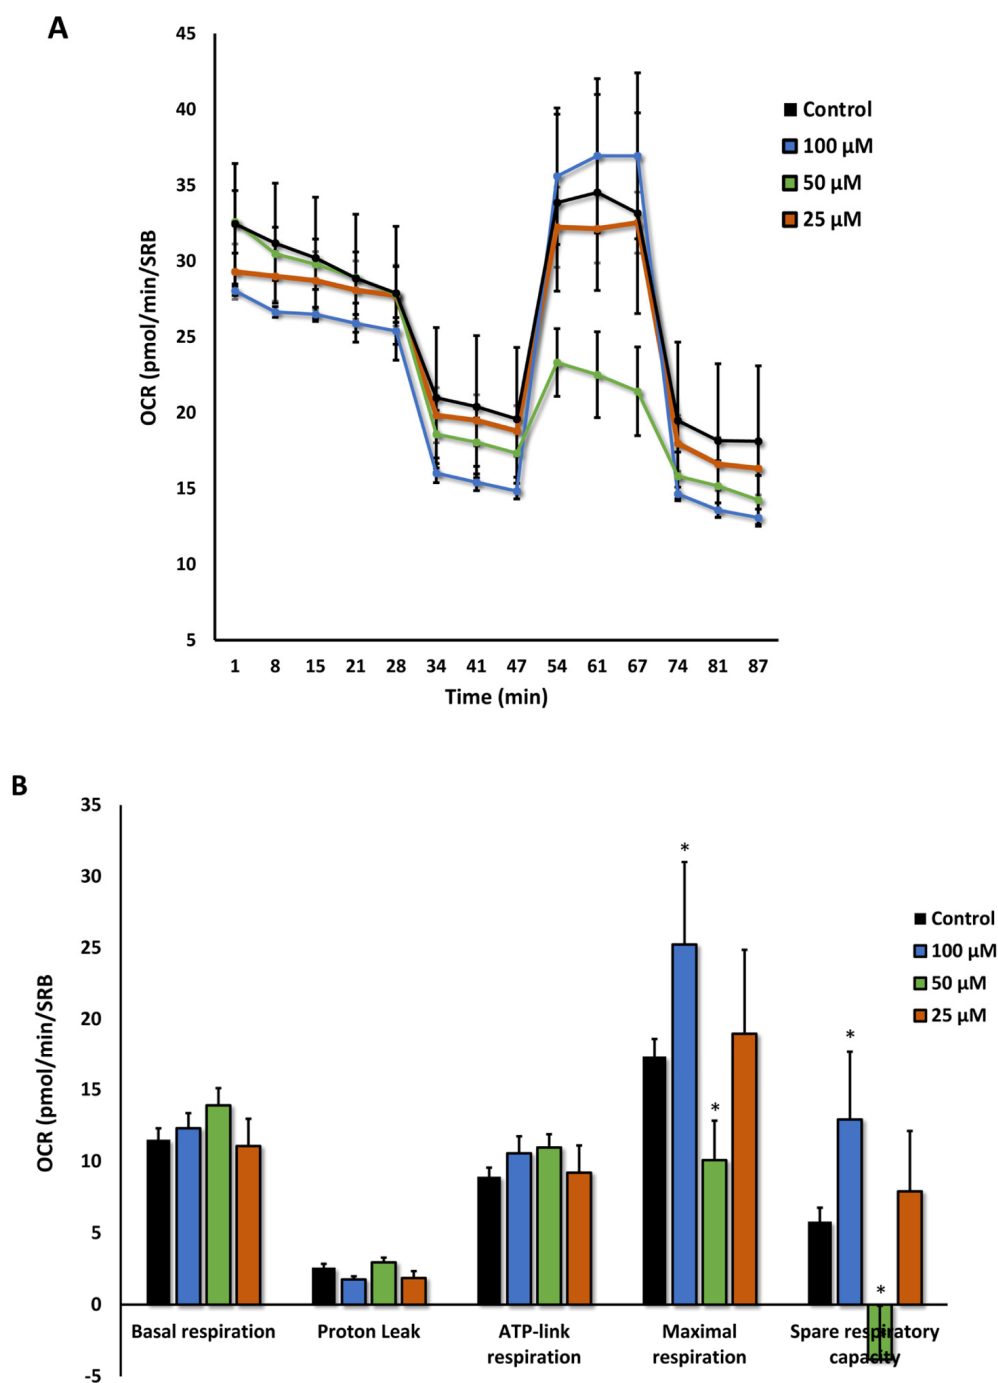 A
45
40
35
30
25
20
15
10
5
OCR (pmol/min/SRB)
1 8 15 21 28 34 41 47 54 61 67 74 81 87
Time (min)
Control
100 μM
50 μM
25 μM
B
35
30
25
20
15
10
5
0
-5
OCR (pmol/min/SRB)
*
*
*
*
Control
100 μM
50 μM
25 μM
Basal respiration Proton Leak ATP-link Maximal Spare respiratory
respiration respiration capacity